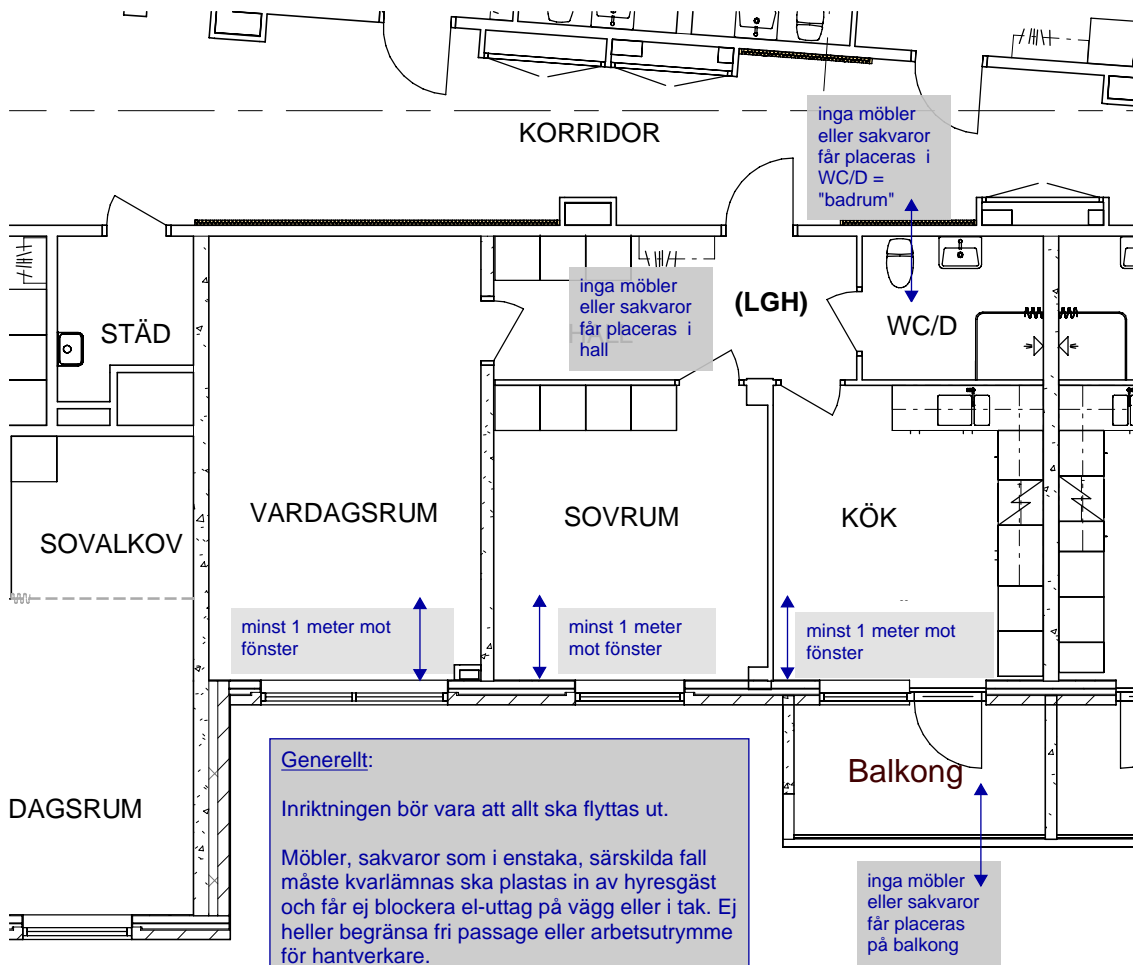 inga möbler
eller sakvaror
får placeras i
WC/D =
"badrum"
KORRIDOR
inga möbler
eller sakvaror
får placeras i
hall
HALL
(LGH)
WC/D
STÄD
VARDAGSRUM
SOVRUM
KÖK
SOVALKOV
minst 1 meter mot
fönster
minst 1 meter
mot fönster
minst 1 meter mot
fönster
Generellt:
Inriktningen bör vara att allt ska flyttas ut.
Möbler, sakvaror som i enstaka, särskilda fall
måste kvarlämnas ska plastas in av hyresgäst
och får ej blockera el-uttag på vägg eller i tak. Ej
heller begränsa fri passage eller arbetsutrymme
för hantverkare.
Balkong
DAGSRUM
inga möbler
eller sakvaror
får placeras
på balkong